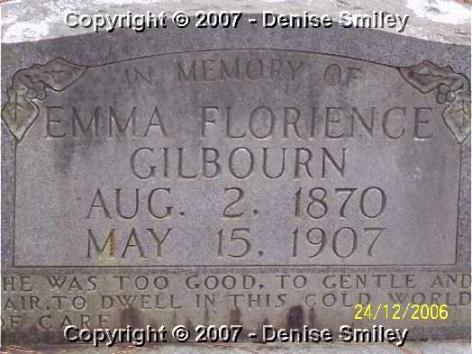 Copyright © 2007 - Denise Smiley
IN MEMORY OF
EMMA FLORIENCE
GILBOURN
AUG. 2, 1870
MAY 15, 1907
HE WAS TOO GOOD, TO GENTLE AND
AIR, TO DWELL IN THIS COL LD
F CARE
24/12/2006
Copyright © 2007 - Denise Smiley